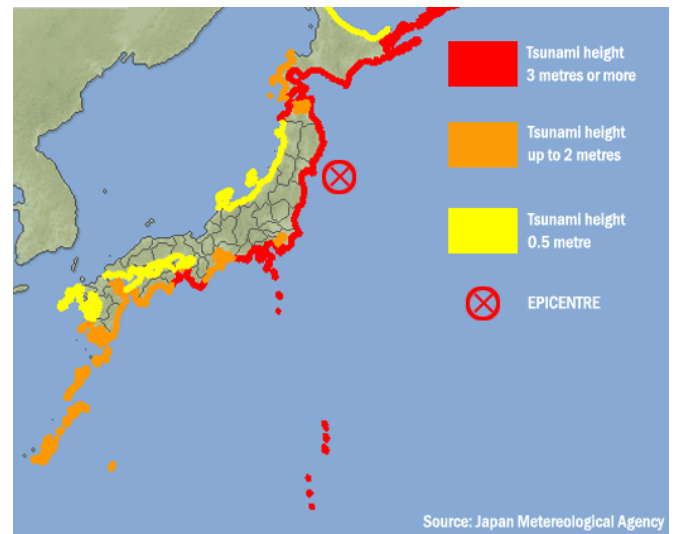 Tsunami height
3 metres or more
Tsunami height
up to 2 metres
Tsunami height
0.5 metre
EPICENTRE
Source: Japan Metereological Agency